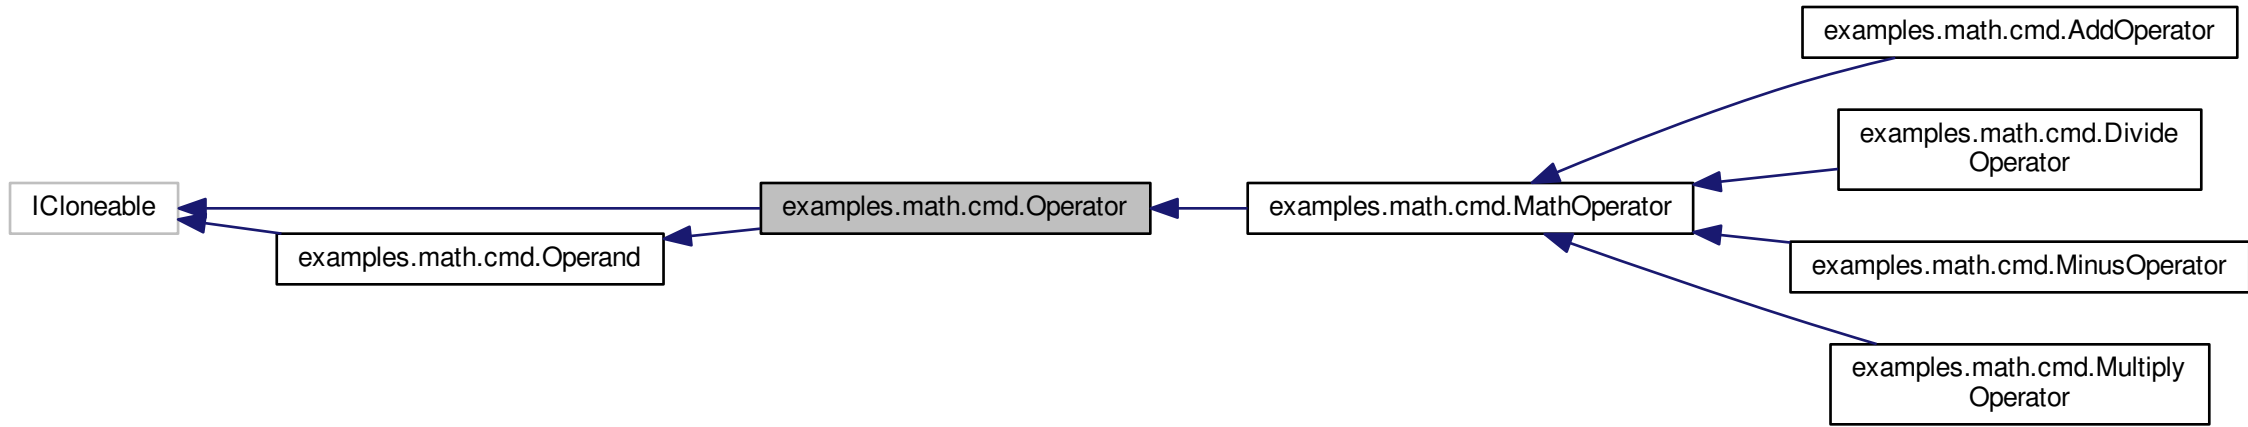 examples.math.cmd.AddOperator
examples.math.cmd.Divide
Operator
ICloneable
examples.math.cmd.Operator
examples.math.cmd.MathOperator
examples.math.cmd.Operand
examples.math.cmd.MinusOperator
examples.math.cmd.Multiply
Operator